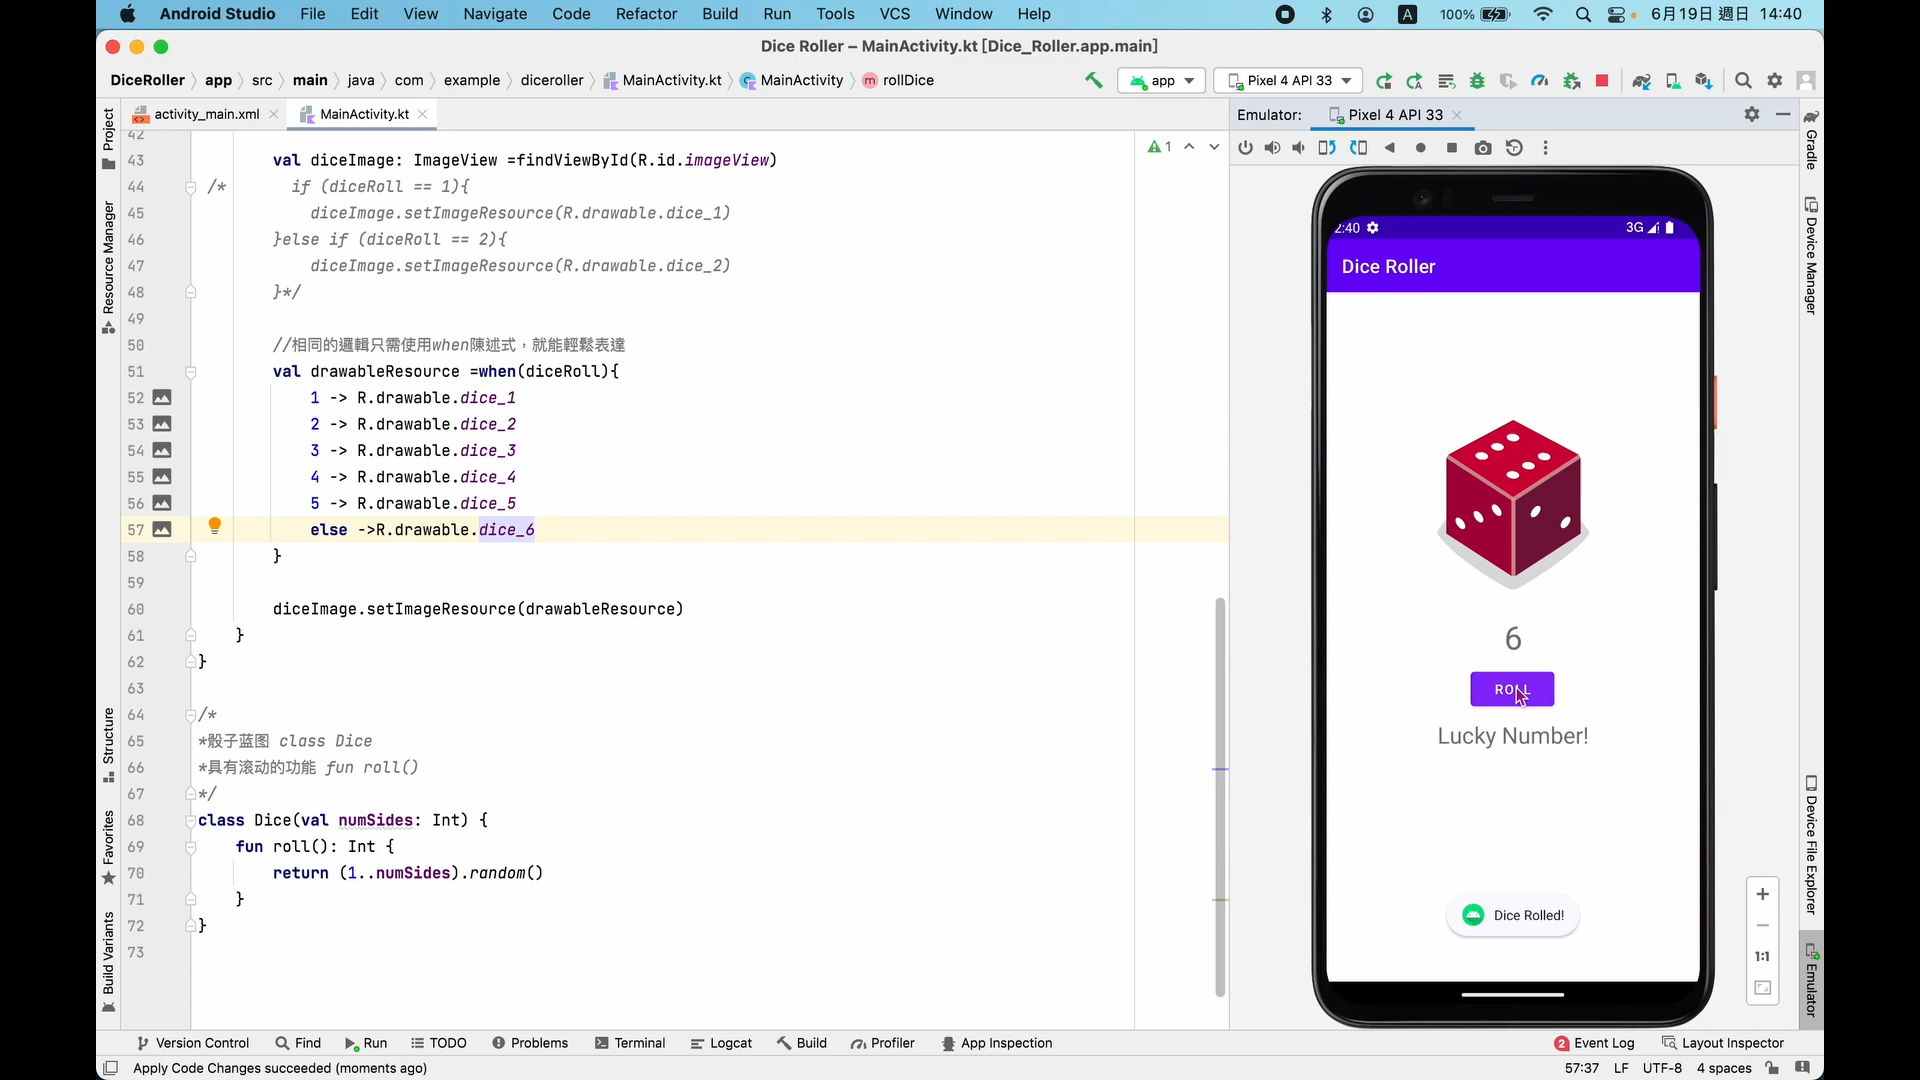 Android Studio File Edit View Navigate Code Refactor Build Run Tools VCS Window Help A 100% 6月19日 週日 14:40
Dice Roller – MainActivity.kt [Dice_Roller.app.main]
DiceRoller app src main java com example diceroller MainActivity.kt MainActivity rollDice app Pixel 4 API 33
activity_main.xml MainActivity.kt
Emulator: Pixel 4 API 33
Project
Resource Manager
Structure
Favorites
Build Variants
42
43 val diceImage: ImageView =findViewById(R.id.imageView)
44 /* if (diceRoll == 1){
45 diceImage.setImageResource(R.drawable.dice_1)
46 }else if (diceRoll == 2){
47 diceImage.setImageResource(R.drawable.dice_2)
48 }*/
49
50 //相同的邏輯只需使用when陳述式，就能輕鬆表達
51 val drawableResource =when(diceRoll){
52 1 -> R.drawable.dice_1
53 2 -> R.drawable.dice_2
54 3 -> R.drawable.dice_3
55 4 -> R.drawable.dice_4
56 5 -> R.drawable.dice_5
57 else ->R.drawable.dice_6
58 }
59
60 diceImage.setImageResource(drawableResource)
61 }
62 }
63
64 /*
65 *骰子蓝图 class Dice
66 *具有滚动的功能 fun roll()
67 */
68 class Dice(val numSides: Int) {
69 fun roll(): Int {
70 return (1..numSides).random()
71 }
72 }
73
1
2:40 3G
Dice Roller
6
ROLL
Lucky Number!
Dice Rolled!
1:1
Gradle
Device Manager
Device File Explorer
Emulator
Version Control Find Run TODO Problems Terminal Logcat Build Profiler App Inspection 2 Event Log Layout Inspector
Apply Code Changes succeeded (moments ago) 57:37 LF UTF-8 4 spaces